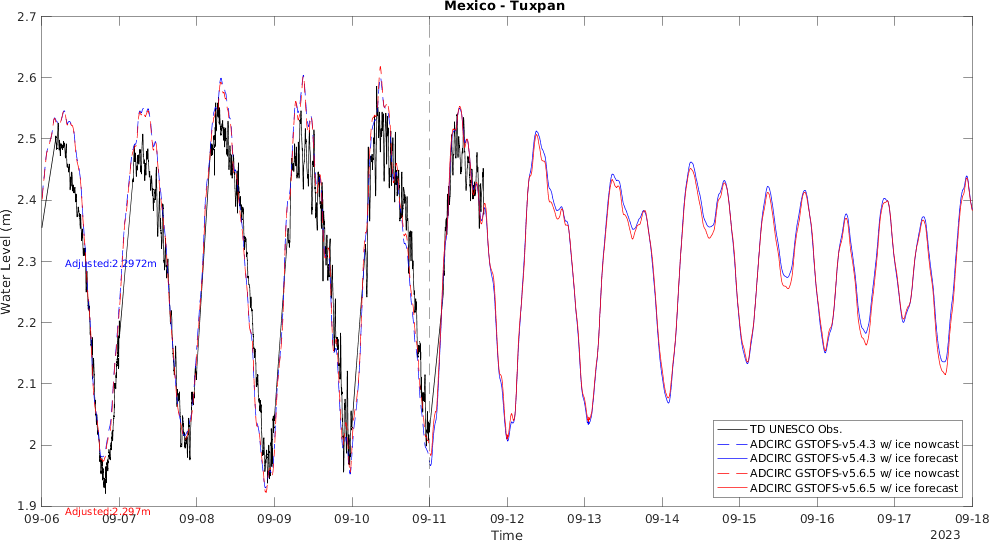 Mexico - Tuxpan
2.7
2.6
2.5
2.4
2.3
2.2
2.1
2
1.9
Water Level (m)
Adjusted:2.2972m
Adjusted:2.297m
TD UNESCO Obs.
ADCIRC GSTOFS-v5.4.3 w/ ice nowcast
ADCIRC GSTOFS-v5.4.3 w/ ice forecast
ADCIRC GSTOFS-v5.6.5 w/ ice nowcast
ADCIRC GSTOFS-v5.6.5 w/ ice forecast
09-06 09-07 09-08 09-09 09-10 09-11 09-12 09-13 09-14 09-15 09-16 09-17 09-18
Time
2023